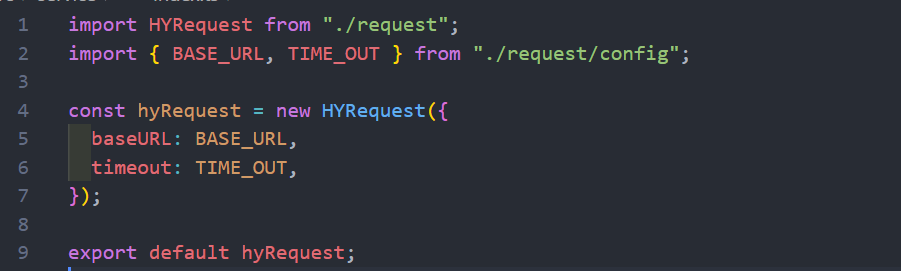 1 import HYRequest from "./request";
2 import { BASE_URL, TIME_OUT } from "./request/config";
3
4 const hyRequest = new HYRequest({
5   baseURL: BASE_URL,
6   timeout: TIME_OUT,
7 });
8
9 export default hyRequest;